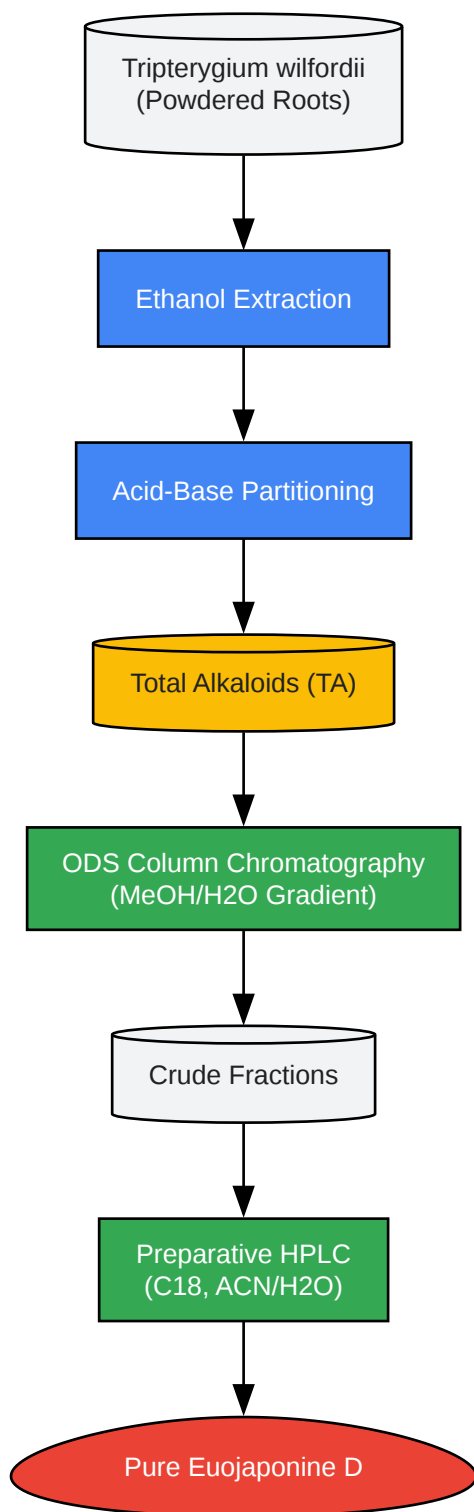 Tripterygium wilfordii
(Powdered Roots)
Ethanol Extraction
Acid-Base Partitioning
Total Alkaloids (TA)
ODS Column Chromatography
(MeOH/H2O Gradient)
Crude Fractions
Preparative HPLC
(C18, ACN/H2O)
Pure Euojaponine D